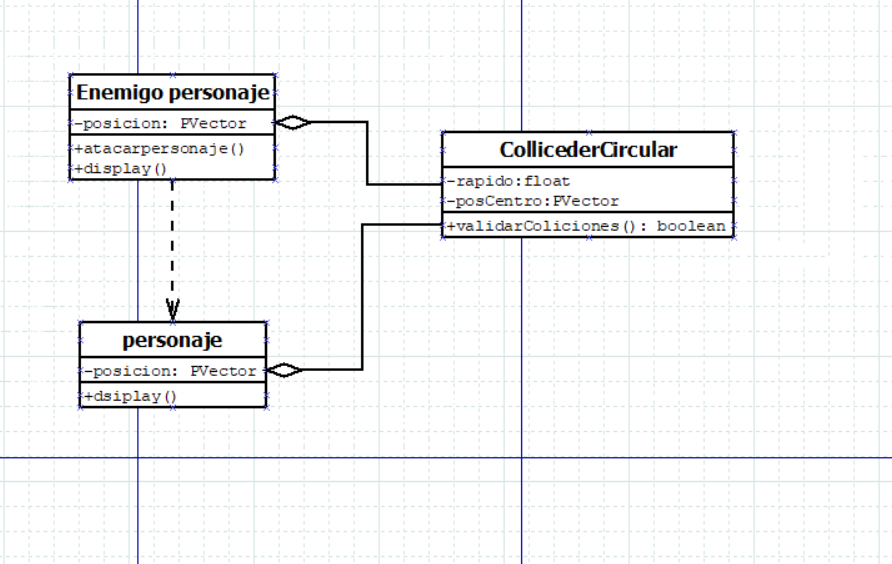 Enemigo personaje
-posicion: PVector
+atacarpersonaje()
+display()
CollicederCircular
-rapido:float
-posCentro:PVector
+validarColiciones(): boolean
personaje
-posicion: PVector
+dsiplay()